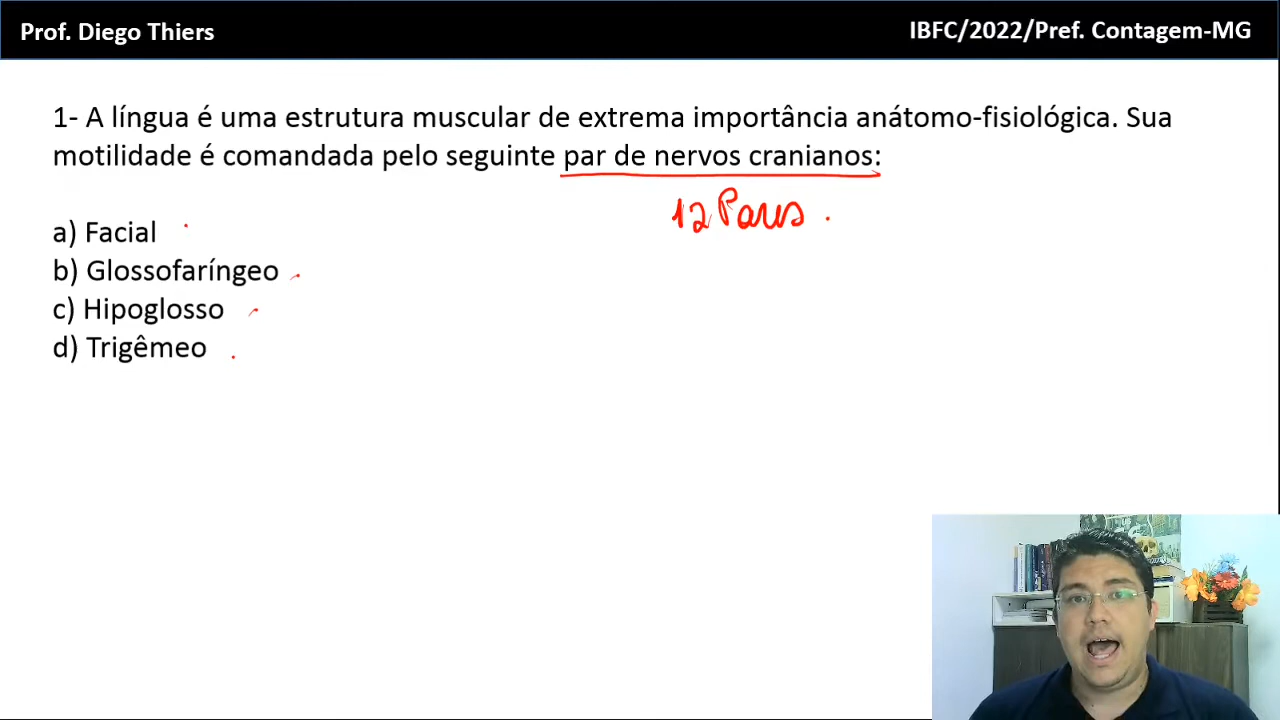 Prof. Diego Thiers
IBFC/2022/Pref. Contagem-MG
1- A língua é uma estrutura muscular de extrema importância anátomo-fisiológica. Sua
motilidade é comandada pelo seguinte par de nervos cranianos:
12 Pares
a) Facial
b) Glossofaríngeo
c) Hipoglosso
d) Trigêmeo